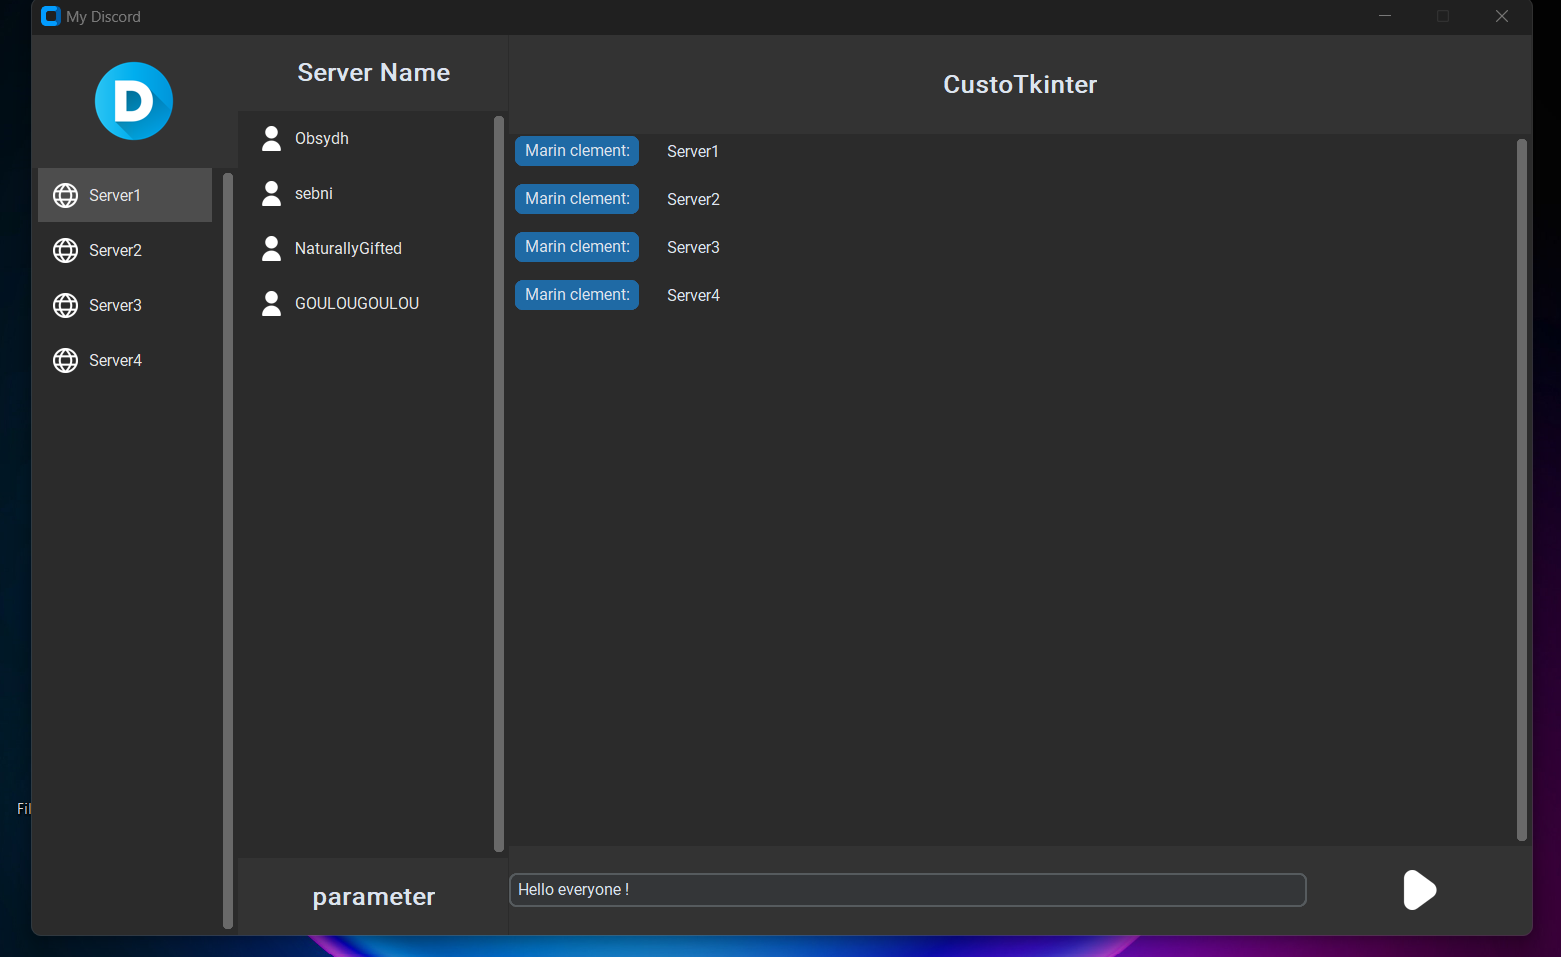 My Discord
D
Server1
Server2
Server3
Server4
Server Name
Obsydh
sebni
NaturallyGifted
GOULOUGOULOU
parameter
CustoTkinter
Marin clement: Server1
Marin clement: Server2
Marin clement: Server3
Marin clement: Server4
Hello everyone !
Fil